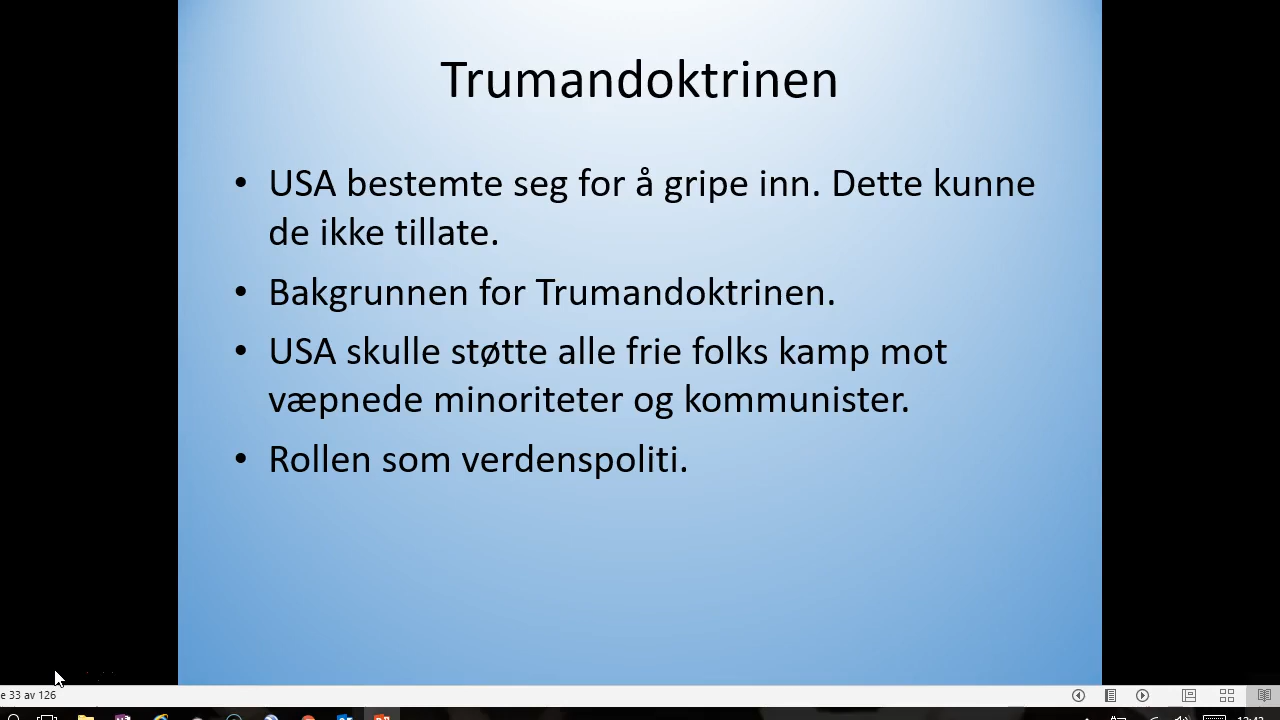 Trumandoktrinen
• USA bestemte seg for å gripe inn. Dette kunne
de ikke tillate.
• Bakgrunnen for Trumandoktrinen.
• USA skulle støtte alle frie folks kamp mot
væpnede minoriteter og kommunister.
• Rollen som verdenspoliti.
e 33 av 126